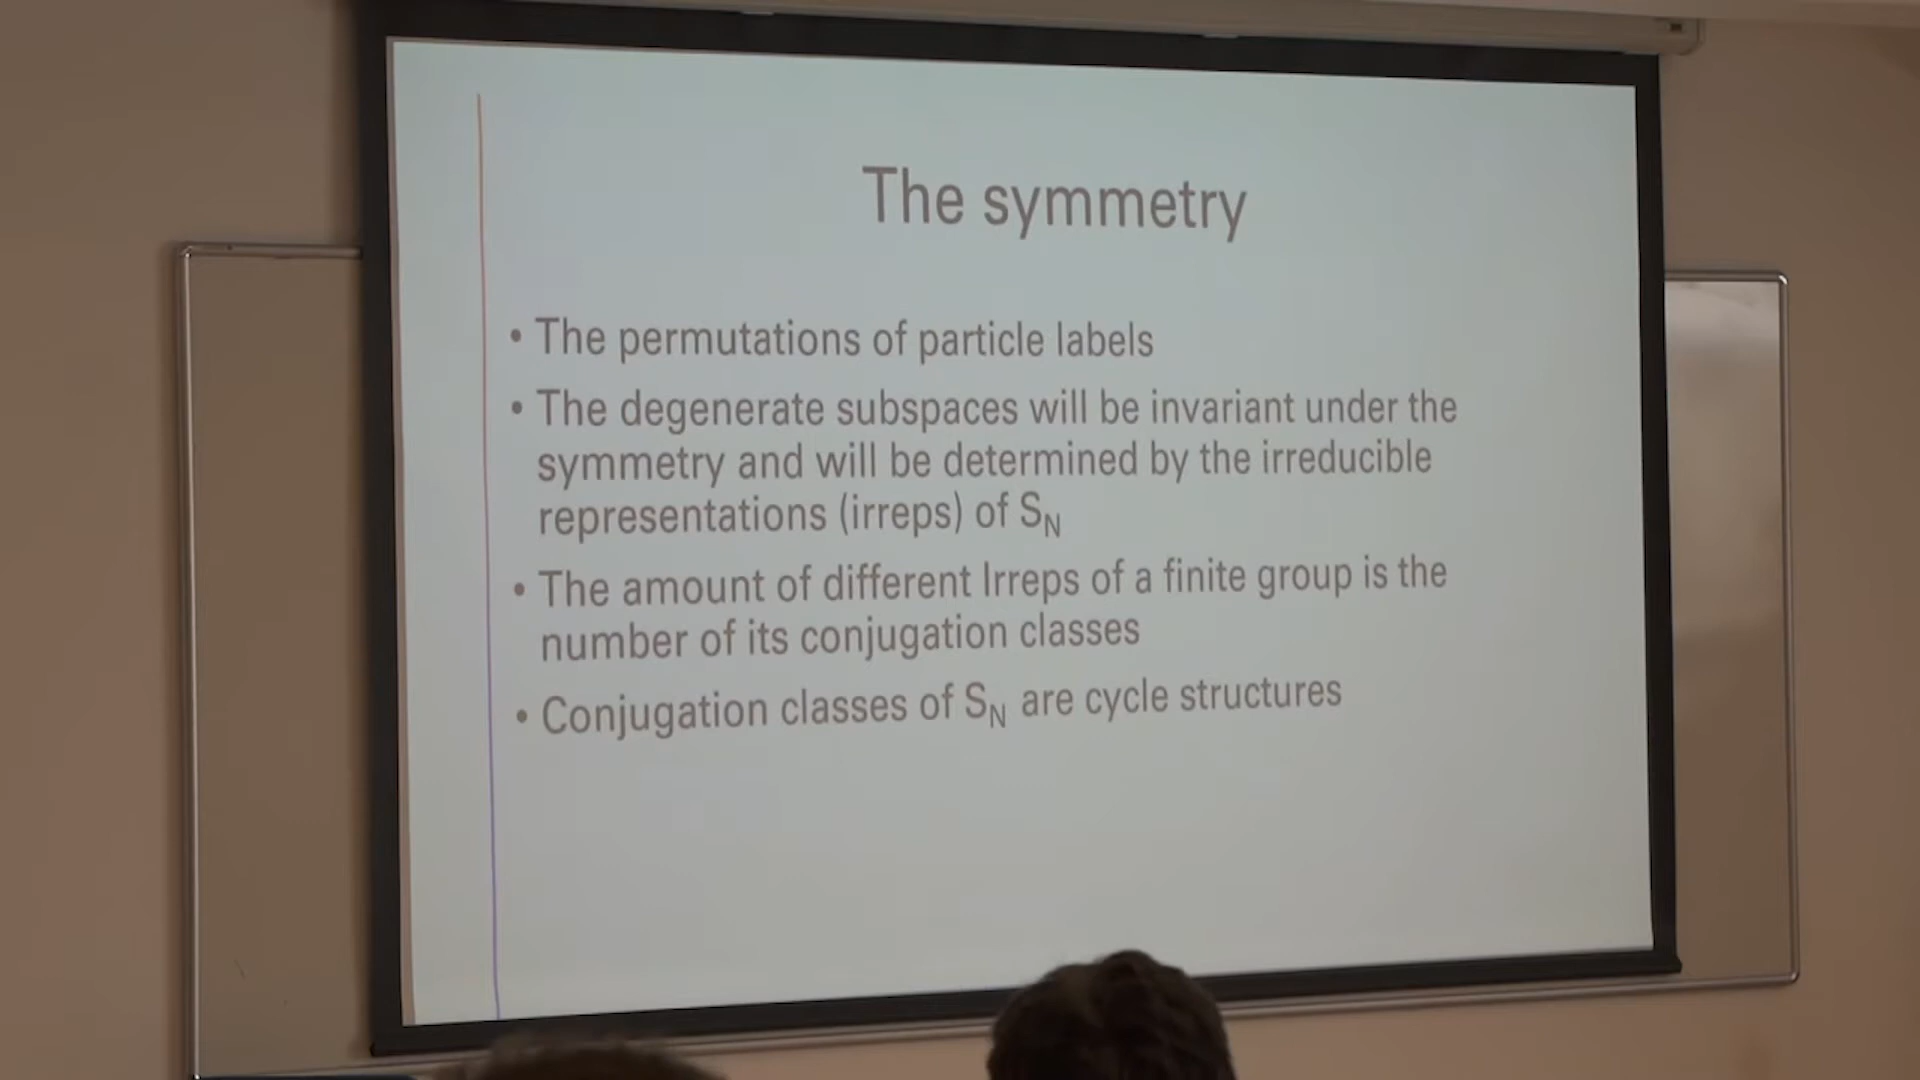 The symmetry
• The permutations of particle labels
• The degenerate subspaces will be invariant under the
symmetry and will be determined by the irreducible
representations (irreps) of S_N
• The amount of different Irreps of a finite group is the
number of its conjugation classes
• Conjugation classes of S_N are cycle structures